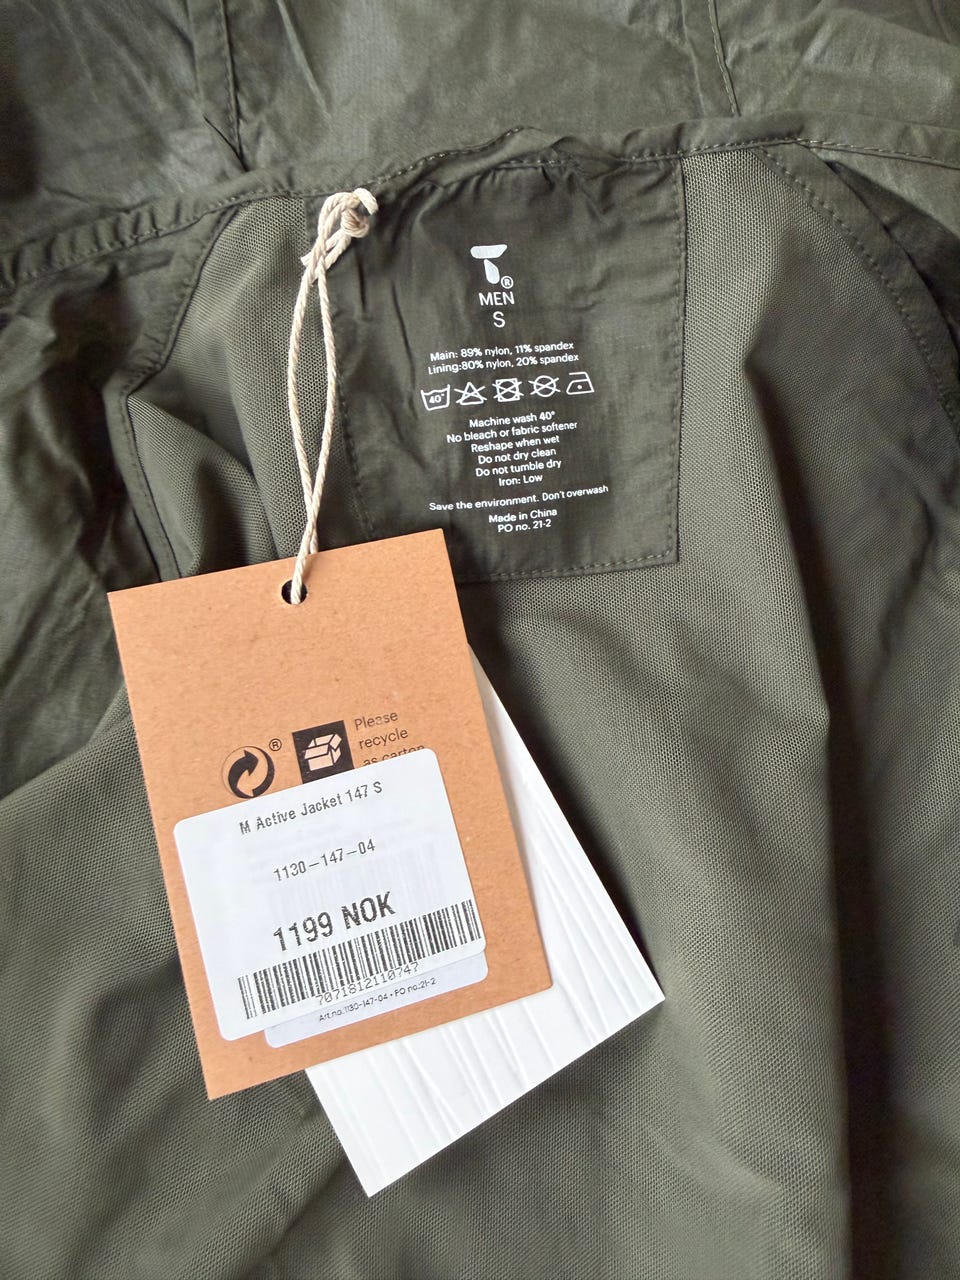 ®
MEN
S
Main: 89% nylon, 11% spandex
Lining:80% nylon, 20% spandex
40°
Machine wash 40°
No bleach or fabric softener
Reshape when wet
Do not dry clean
Do not tumble dry
Iron: Low
Save the environment. Don't overwash
Made in China
PO no. 21-2
®
Please
recycle
as carton
M Active Jacket 147 S
1130-147-04
1199 NOK
7071812110747
Art.no.1130-147-04 • PO no.21-2